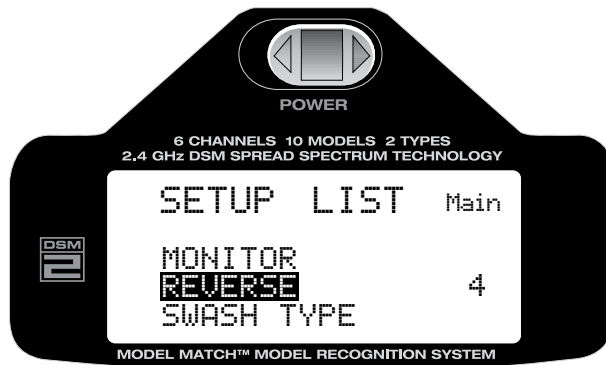 POWER
6 CHANNELS 10 MODELS 2 TYPES
2.4 GHz DSM SPREAD SPECTRUM TECHNOLOGY
SETUP LIST Main
DSM
2
MONITOR
REVERSE 4
SWASH TYPE
MODEL MATCH™ MODEL RECOGNITION SYSTEM